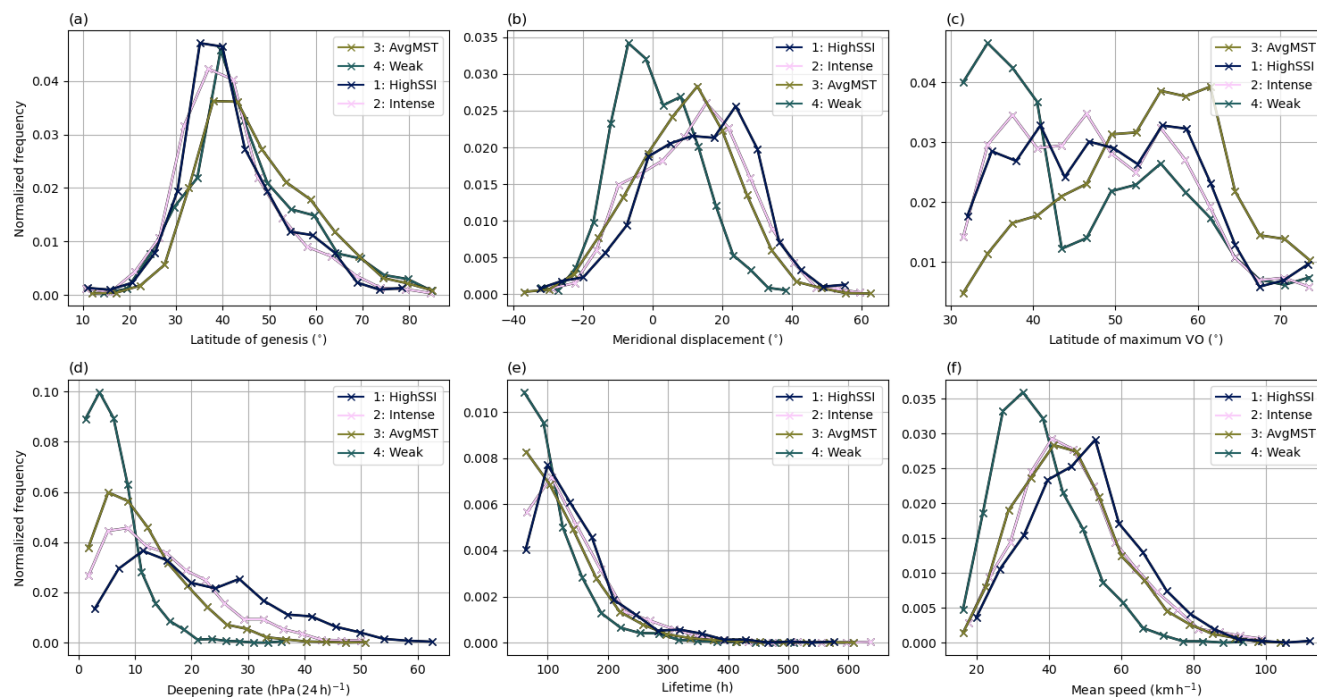 (a)
(b)
(c)
Normalized frequency
0.04
0.03
0.02
0.01
0.00
3: AvgMST
4: Weak
1: HighSSI
2: Intense
10 20 30 40 50 60 70 80
Latitude of genesis (°)
0.035
0.030
0.025
0.020
0.015
0.010
0.005
0.000
1: HighSSI
2: Intense
3: AvgMST
4: Weak
−40 −20 0 20 40 60
Meridional displacement (°)
0.04
0.03
0.02
0.01
3: AvgMST
1: HighSSI
2: Intense
4: Weak
30 40 50 60 70
Latitude of maximum VO (°)
(d)
(e)
(f)
Normalized frequency
0.10
0.08
0.06
0.04
0.02
0.00
1: HighSSI
2: Intense
3: AvgMST
4: Weak
0 10 20 30 40 50 60
Deepening rate (hPa (24 h)⁻¹)
0.010
0.008
0.006
0.004
0.002
0.000
1: HighSSI
2: Intense
3: AvgMST
4: Weak
100 200 300 400 500 600
Lifetime (h)
0.035
0.030
0.025
0.020
0.015
0.010
0.005
0.000
1: HighSSI
2: Intense
3: AvgMST
4: Weak
20 40 60 80 100
Mean speed (km h⁻¹)